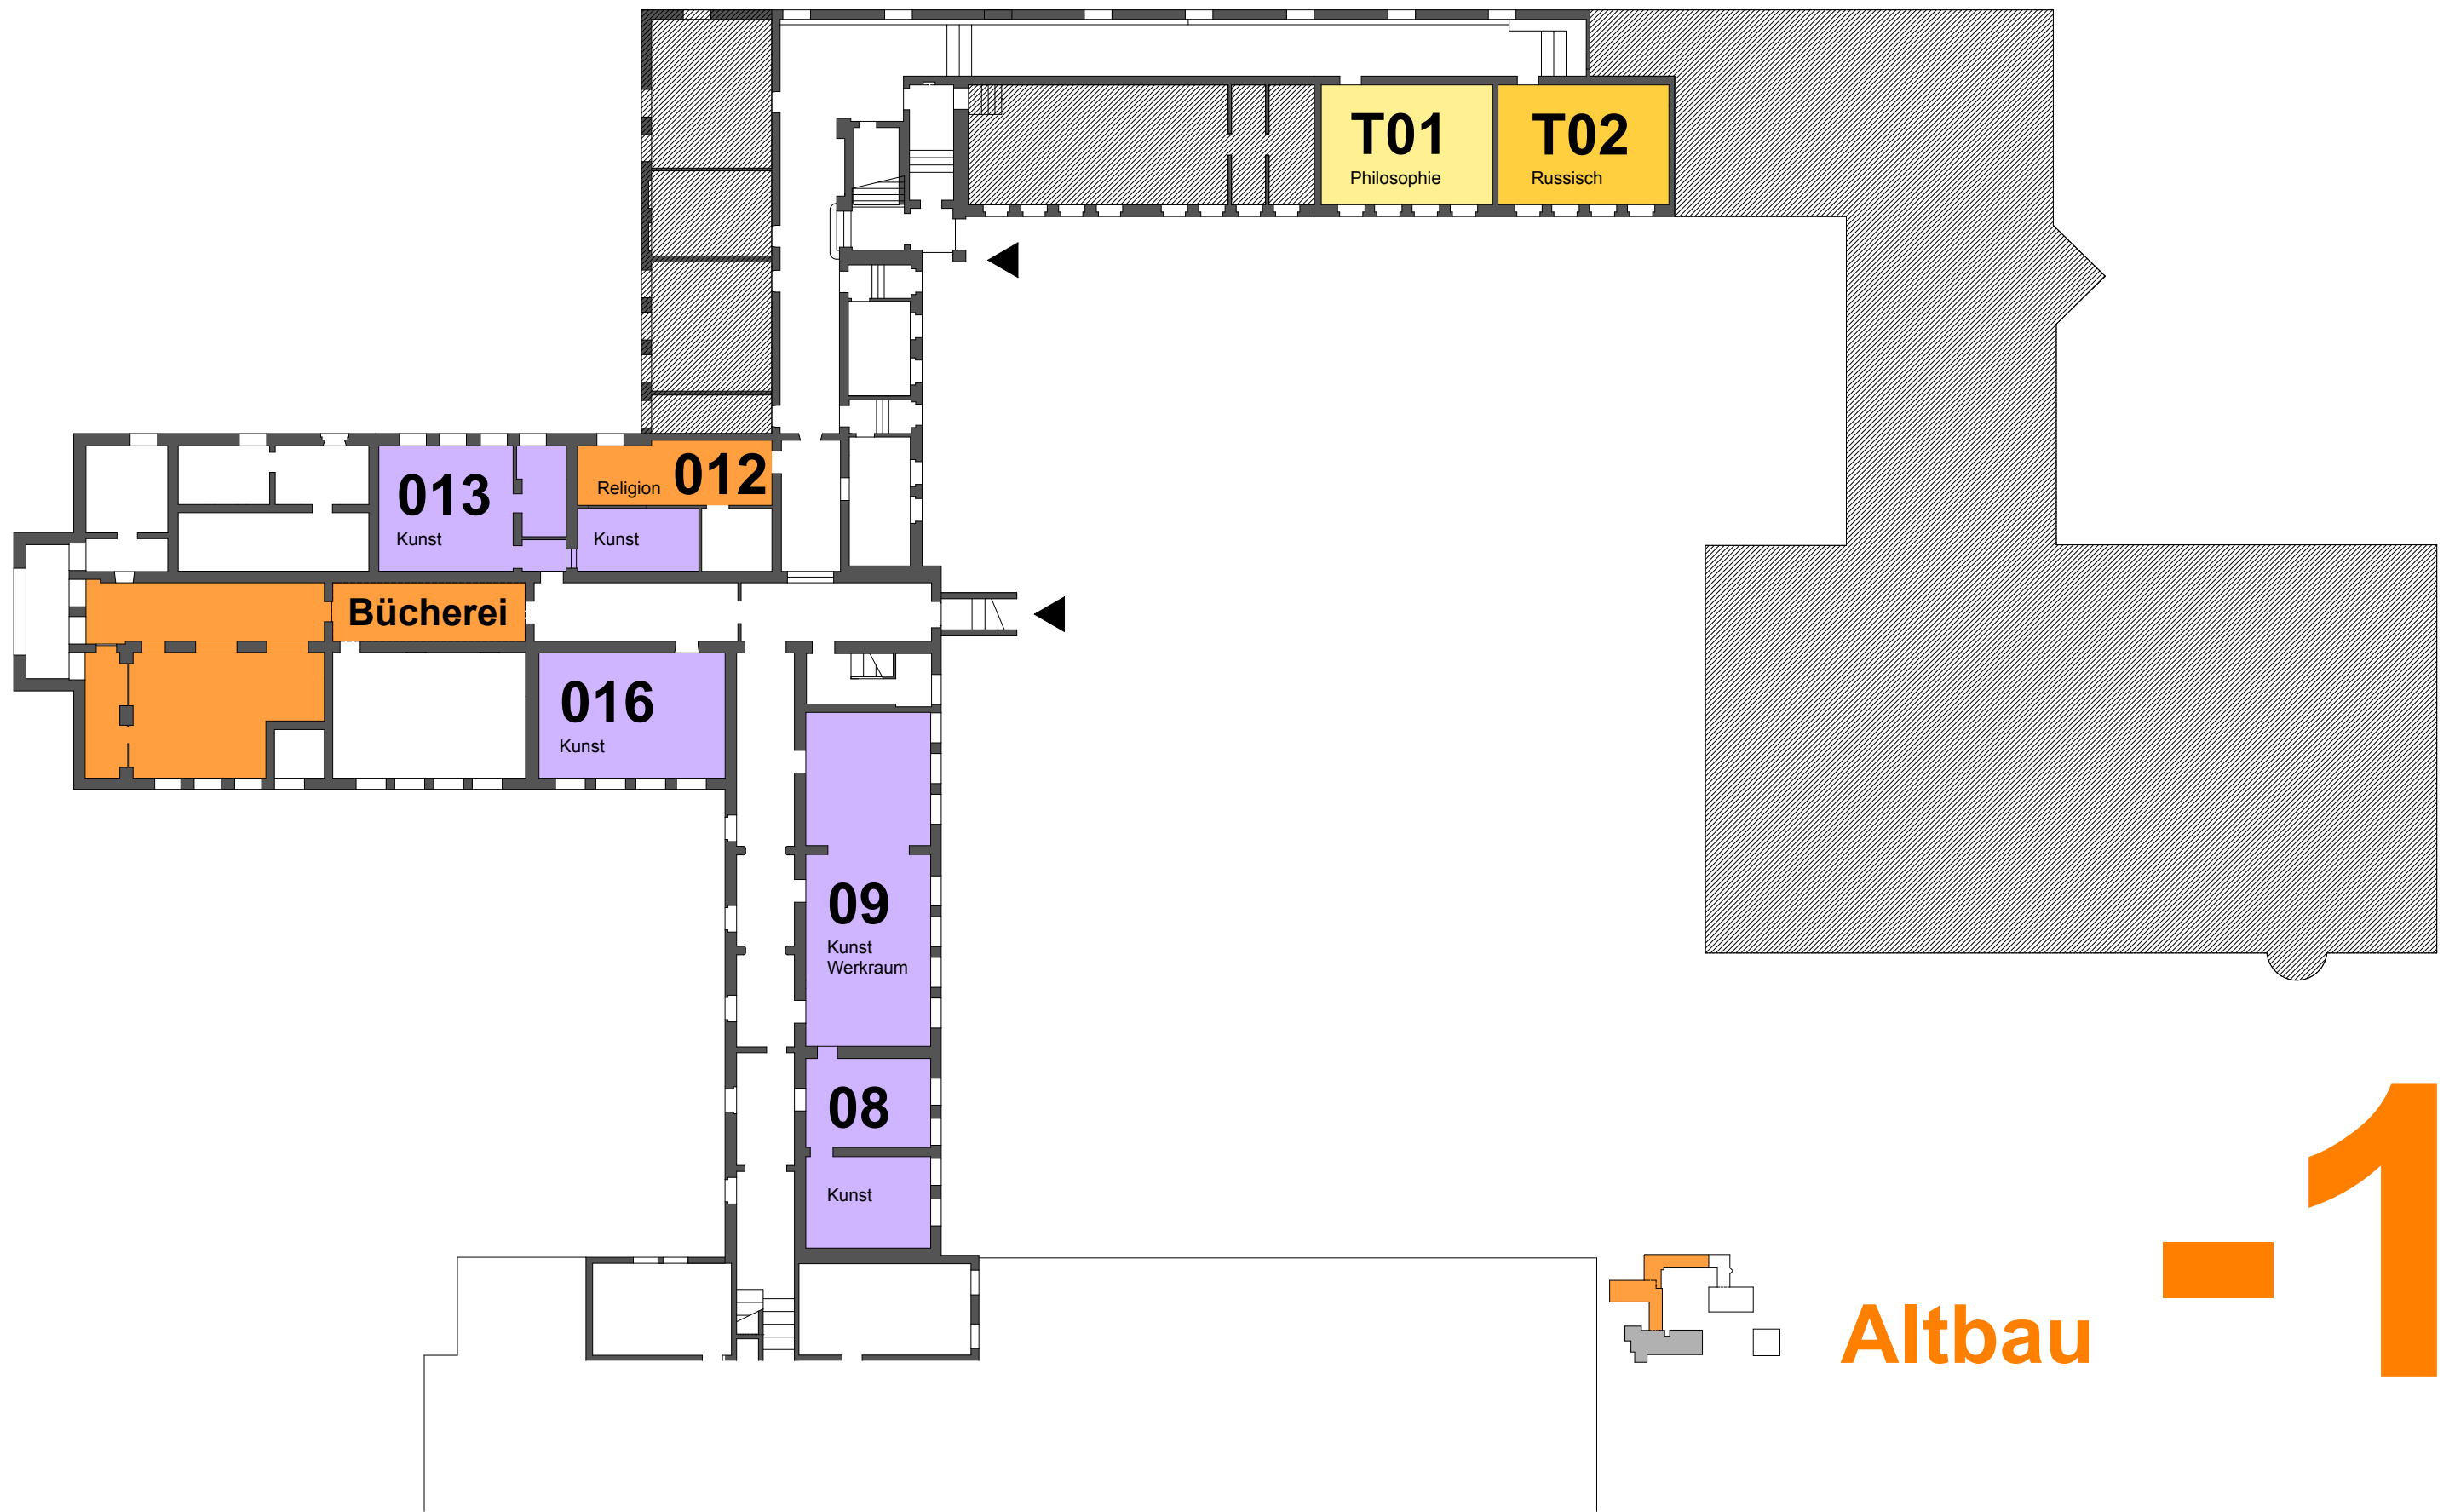 T01
Philosophie
T02
Russisch
013
Kunst
Religion 012
Kunst
Bücherei
016
Kunst
09
Kunst
Werkraum
08
Kunst
Altbau
-1